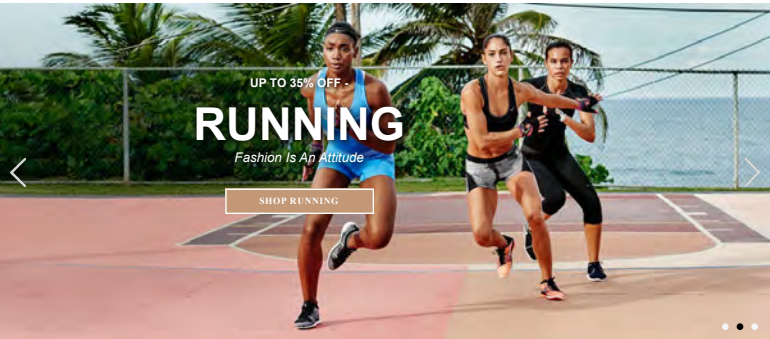 UP TO 35% OFF -
RUNNING
Fashion Is An Attitude
SHOP RUNNING